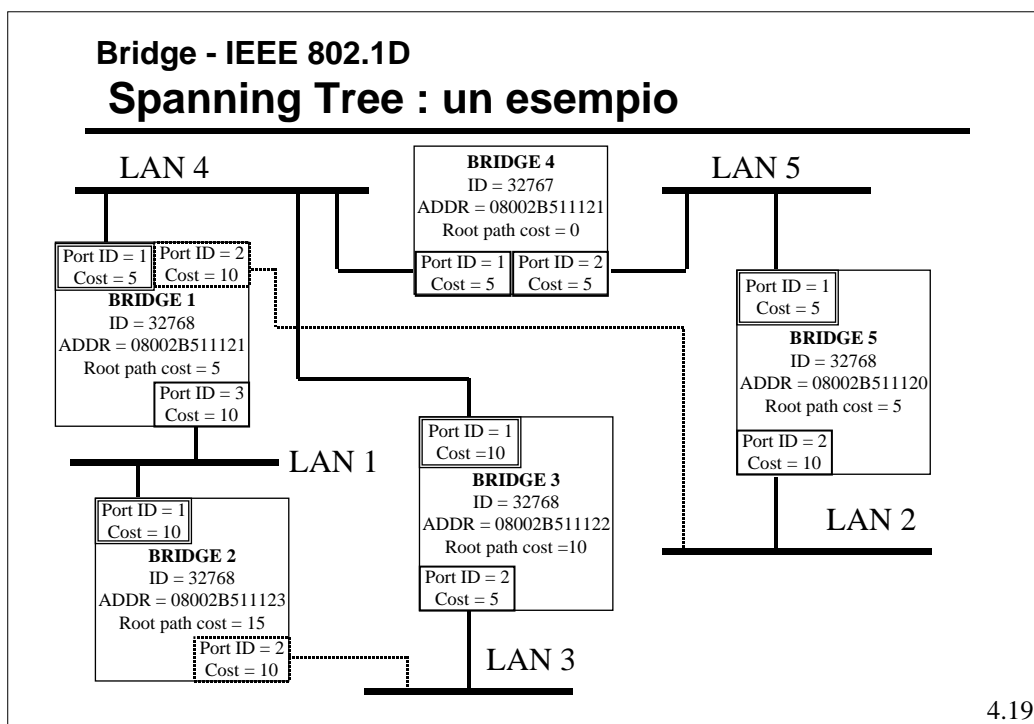 Bridge - IEEE 802.1D
Spanning Tree : un esempio
LAN 4
BRIDGE 4
ID = 32767
ADDR = 08002B511121
Root path cost = 0
Port ID = 1
Cost = 5
Port ID = 2
Cost = 5
LAN 5
Port ID = 1
Cost = 5
Port ID = 2
Cost = 10
BRIDGE 1
ID = 32768
ADDR = 08002B511121
Root path cost = 5
Port ID = 3
Cost = 10
Port ID = 1
Cost = 5
BRIDGE 5
ID = 32768
ADDR = 08002B511120
Root path cost = 5
Port ID = 2
Cost = 10
LAN 1
Port ID = 1
Cost =10
BRIDGE 3
ID = 32768
ADDR = 08002B511122
Root path cost =10
Port ID = 2
Cost = 5
LAN 2
Port ID = 1
Cost = 10
BRIDGE 2
ID = 32768
ADDR = 08002B511123
Root path cost = 15
Port ID = 2
Cost = 10
LAN 3
4.19